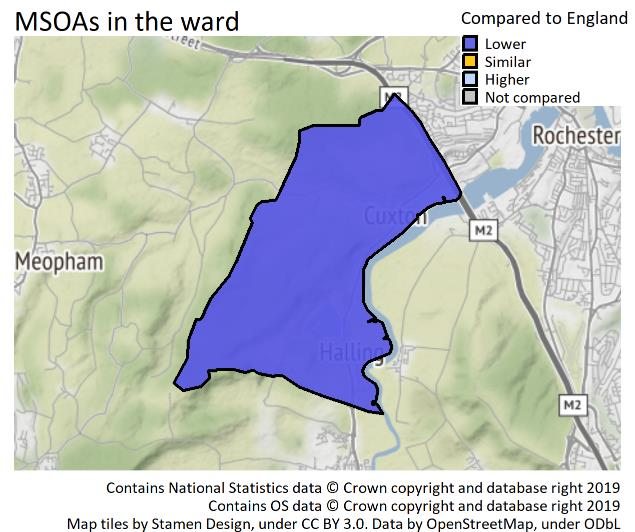 MSOAs in the ward
Compared to England
Lower
Similar
Higher
Not compared
Rochester
Cuxton
M2
Meopham
Halling
M2
Contains National Statistics data © Crown copyright and database right 2019
Contains OS data © Crown copyright and database right 2019
Map tiles by Stamen Design, under CC BY 3.0. Data by OpenStreetMap, under ODbL